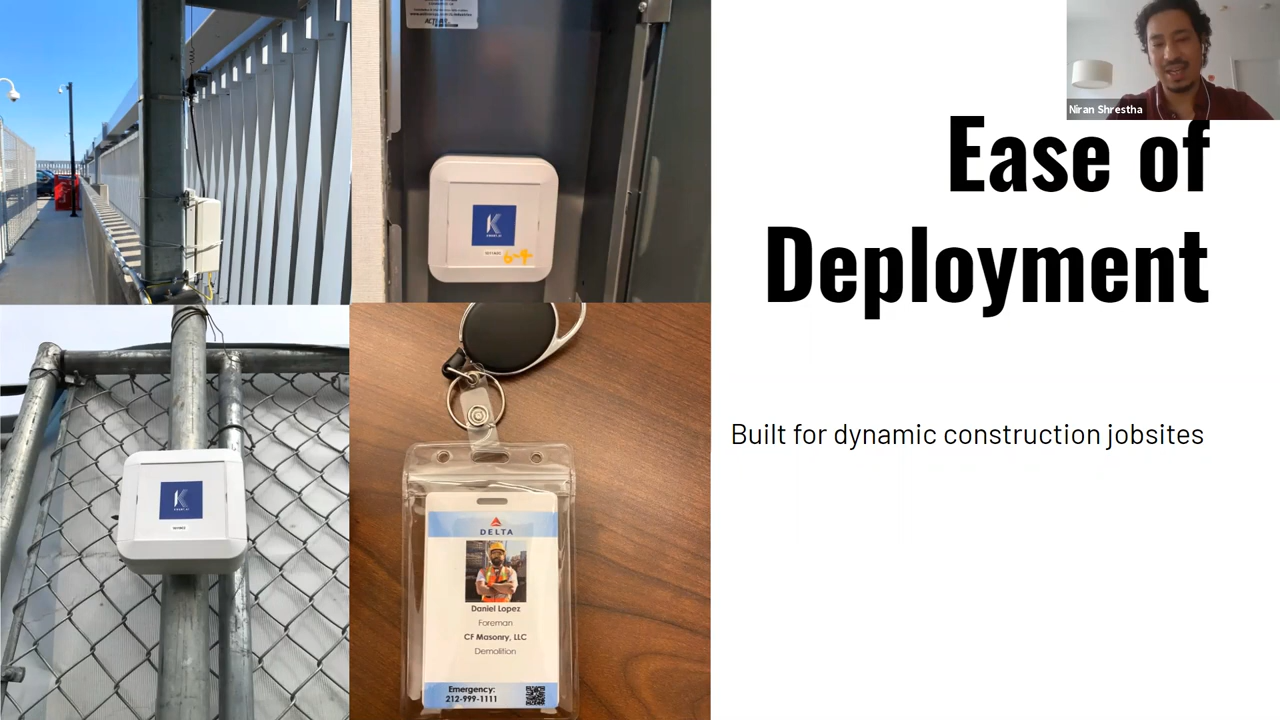 Niran Shrestha
Ease of
Deployment
Built for dynamic construction jobsites
K
K
DELTA
Daniel Lopez
Foreman
CF Masonry, LLC
Demolition
Emergency:
212-999-1111